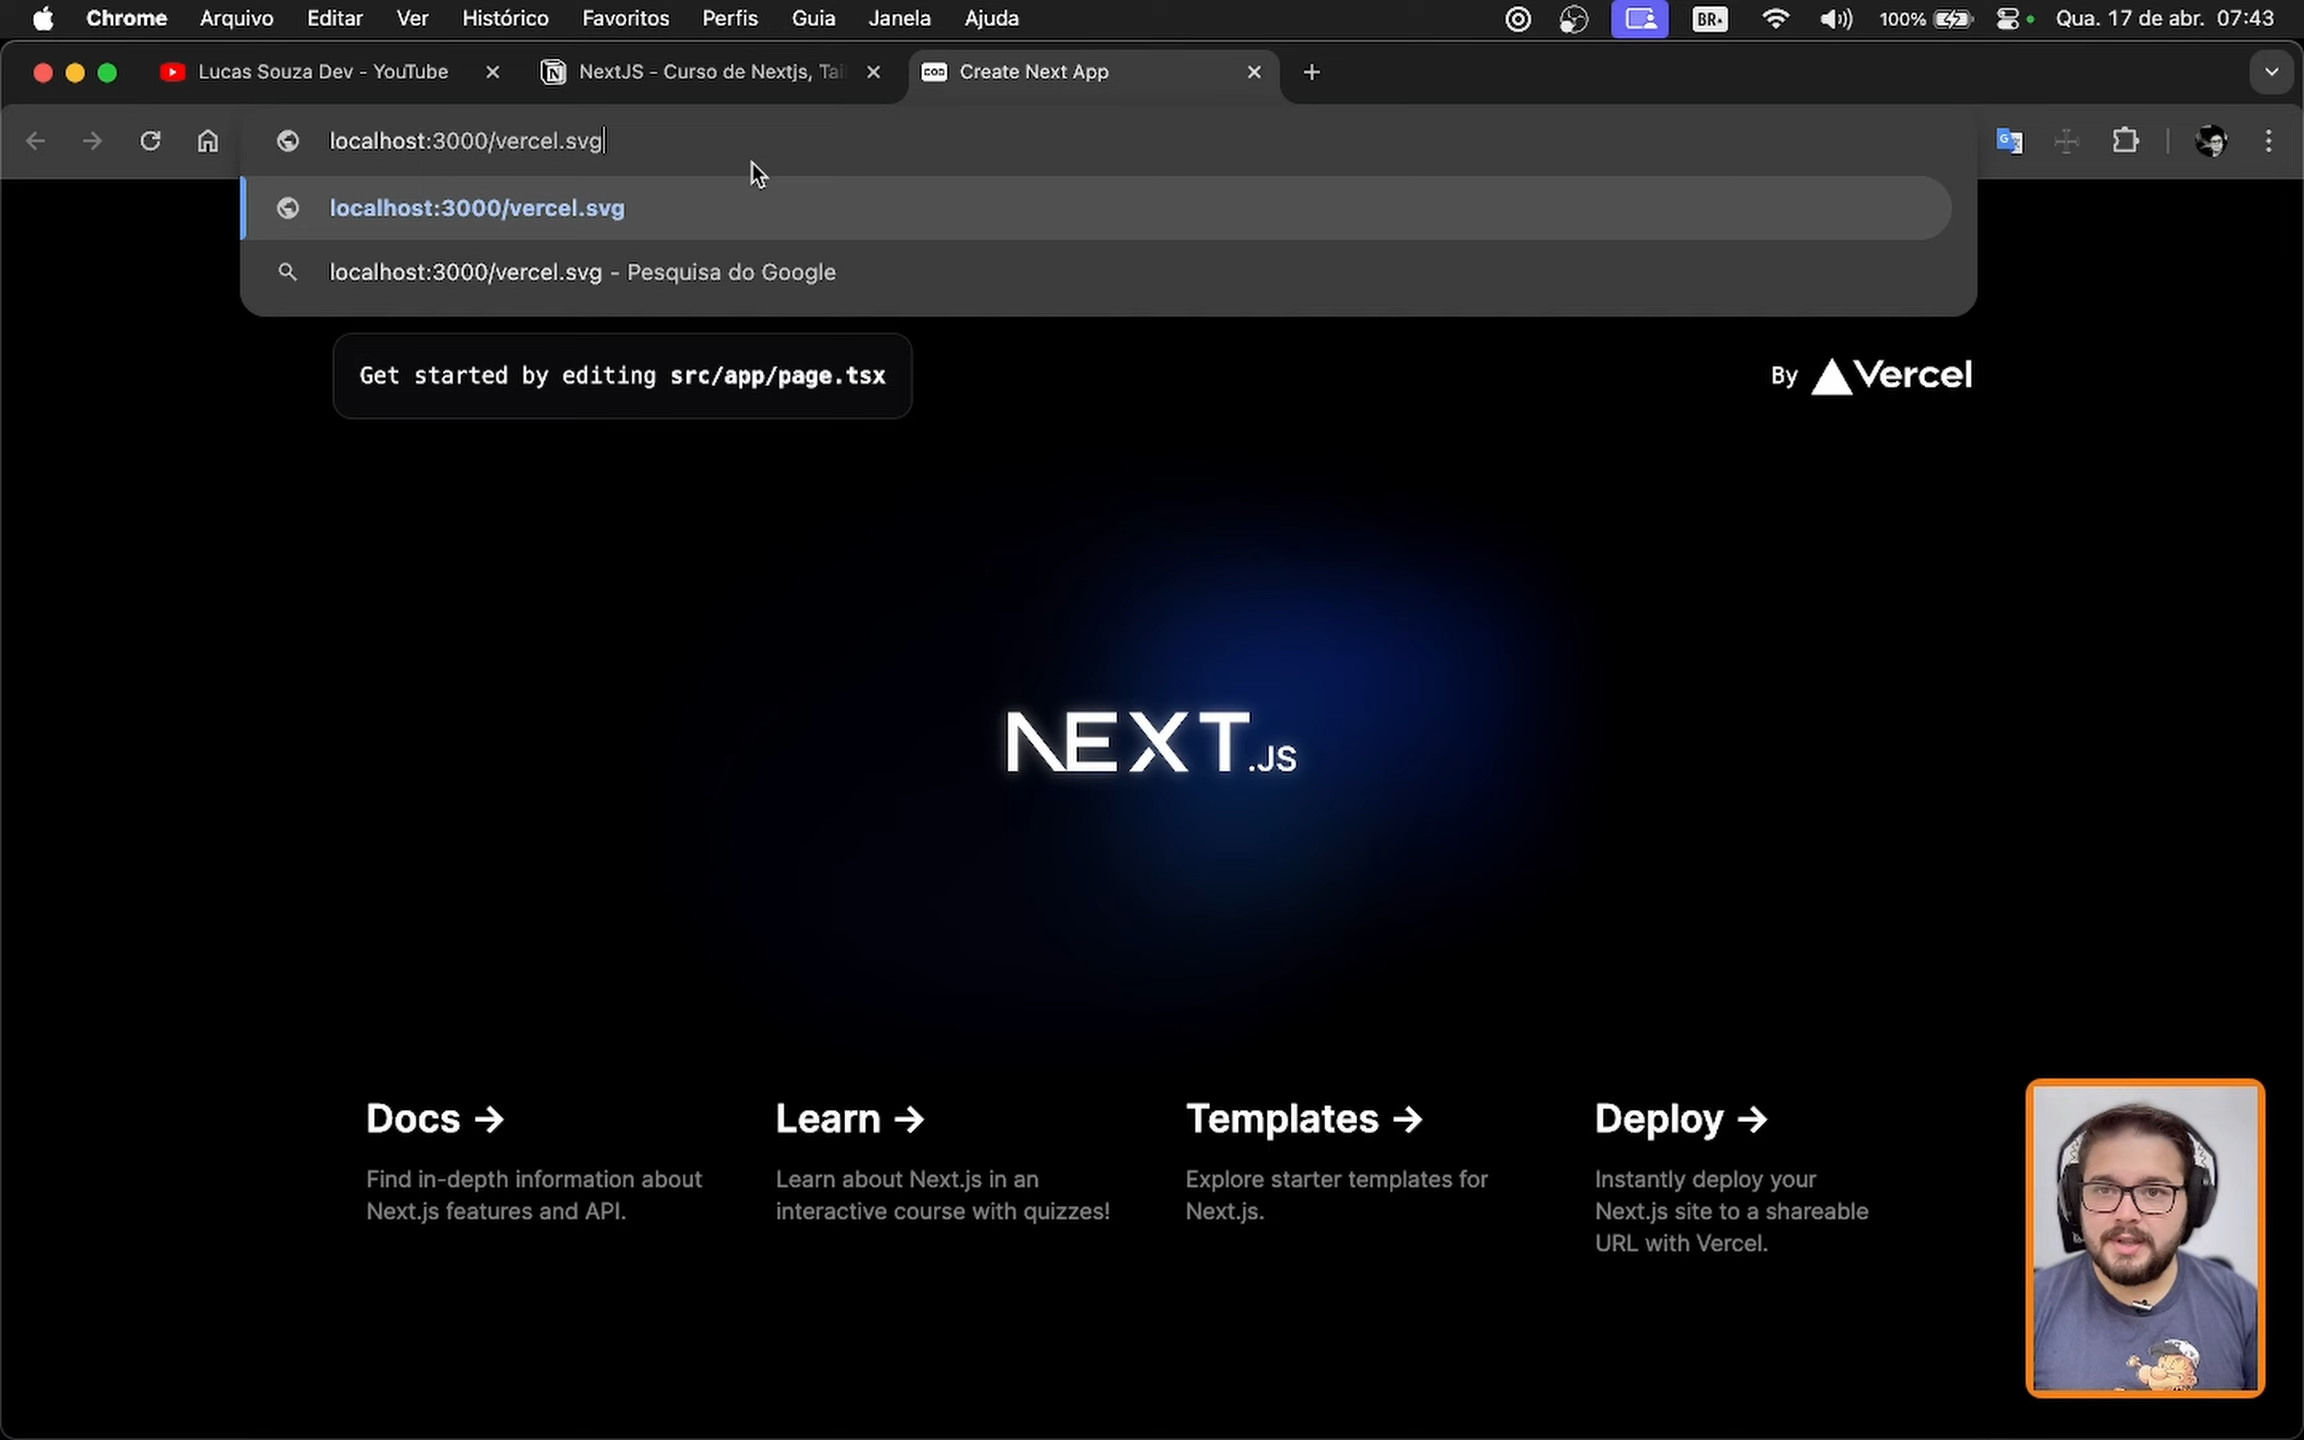 Chrome Arquivo Editar Ver Histórico Favoritos Perfis Guia Janela Ajuda BR 100% Qua. 17 de abr. 07:43
Lucas Souza Dev - YouTube NextJS - Curso de Nextjs, Tai Create Next App
localhost:3000/vercel.svg
localhost:3000/vercel.svg
localhost:3000/vercel.svg - Pesquisa do Google
Get started by editing src/app/page.tsx
By Vercel
NEXT.JS
Docs →
Find in-depth information about
Next.js features and API.
Learn →
Learn about Next.js in an
interactive course with quizzes!
Templates →
Explore starter templates for
Next.js.
Deploy →
Instantly deploy your
Next.js site to a shareable
URL with Vercel.